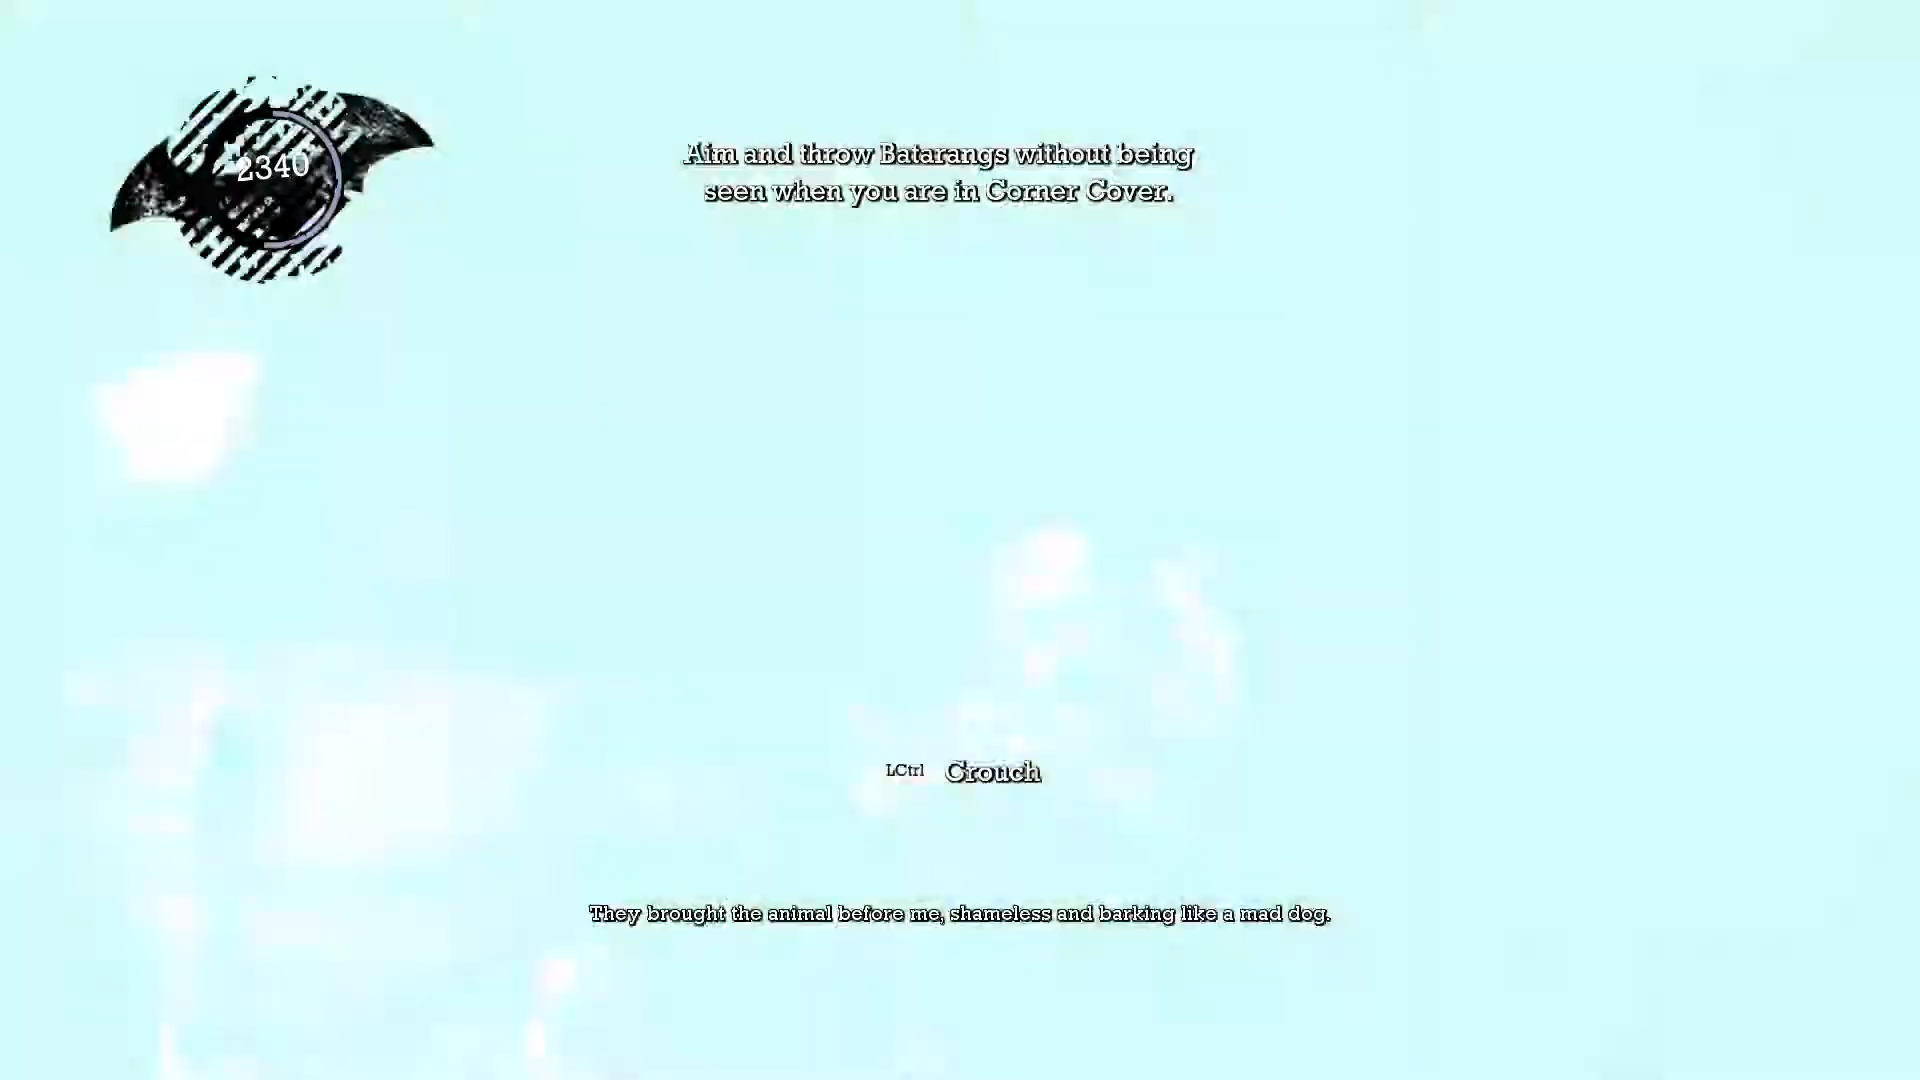 2340
Aim and throw Batarangs without being
seen when you are in Corner Cover.
LCtrl Crouch
They brought the animal before me, shameless and barking like a mad dog.